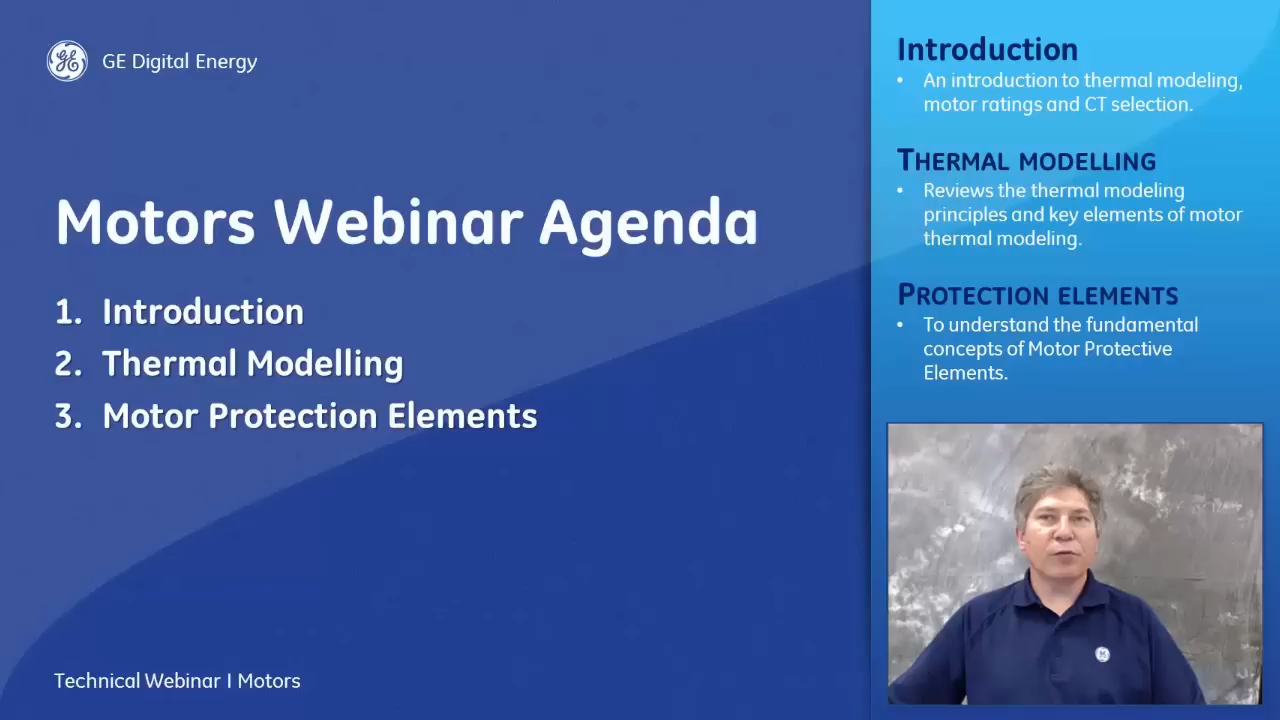 GE Digital Energy
Motors Webinar Agenda
1. Introduction
2. Thermal Modelling
3. Motor Protection Elements
Technical Webinar I Motors
Introduction
• An introduction to thermal modeling,
motor ratings and CT selection.
THERMAL MODELLING
• Reviews the thermal modeling
principles and key elements of motor
thermal modeling.
PROTECTION ELEMENTS
• To understand the fundamental
concepts of Motor Protective
Elements.